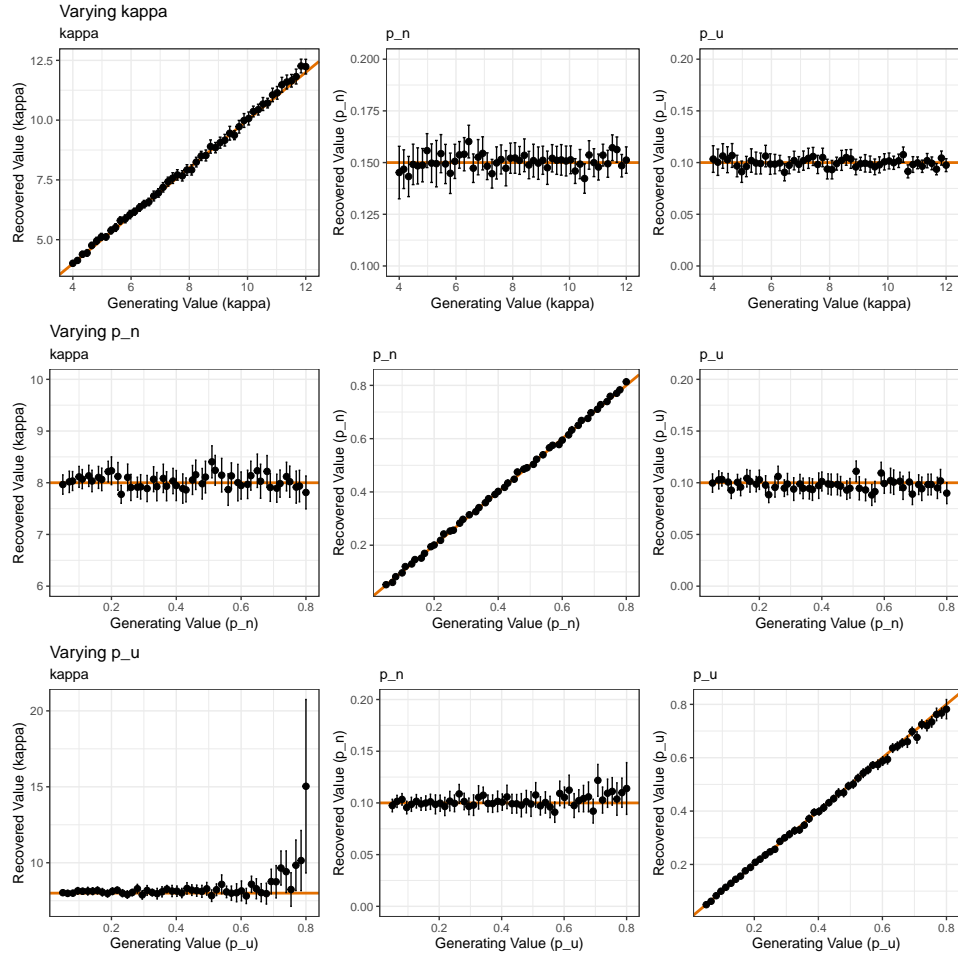 Varying kappa
kappa
p_n
p_u
Recovered Value (kappa)
12.5
10.0
7.5
5.0
4 6 8 10 12
Generating Value (kappa)
Recovered Value (p_n)
0.200
0.175
0.150
0.125
0.100
4 6 8 10 12
Generating Value (kappa)
Recovered Value (p_u)
0.20
0.15
0.10
0.05
0.00
4 6 8 10 12
Generating Value (kappa)
Varying p_n
kappa
p_n
p_u
Recovered Value (kappa)
10
9
8
7
6
0.2 0.4 0.6 0.8
Generating Value (p_n)
Recovered Value (p_n)
0.8
0.6
0.4
0.2
0.2 0.4 0.6 0.8
Generating Value (p_n)
Recovered Value (p_u)
0.20
0.15
0.10
0.05
0.00
0.2 0.4 0.6 0.8
Generating Value (p_n)
Varying p_u
kappa
p_n
p_u
Recovered Value (kappa)
20
15
10
0.2 0.4 0.6 0.8
Generating Value (p_u)
Recovered Value (p_n)
0.20
0.15
0.10
0.05
0.00
0.2 0.4 0.6 0.8
Generating Value (p_u)
Recovered Value (p_u)
0.8
0.6
0.4
0.2
0.2 0.4 0.6 0.8
Generating Value (p_u)